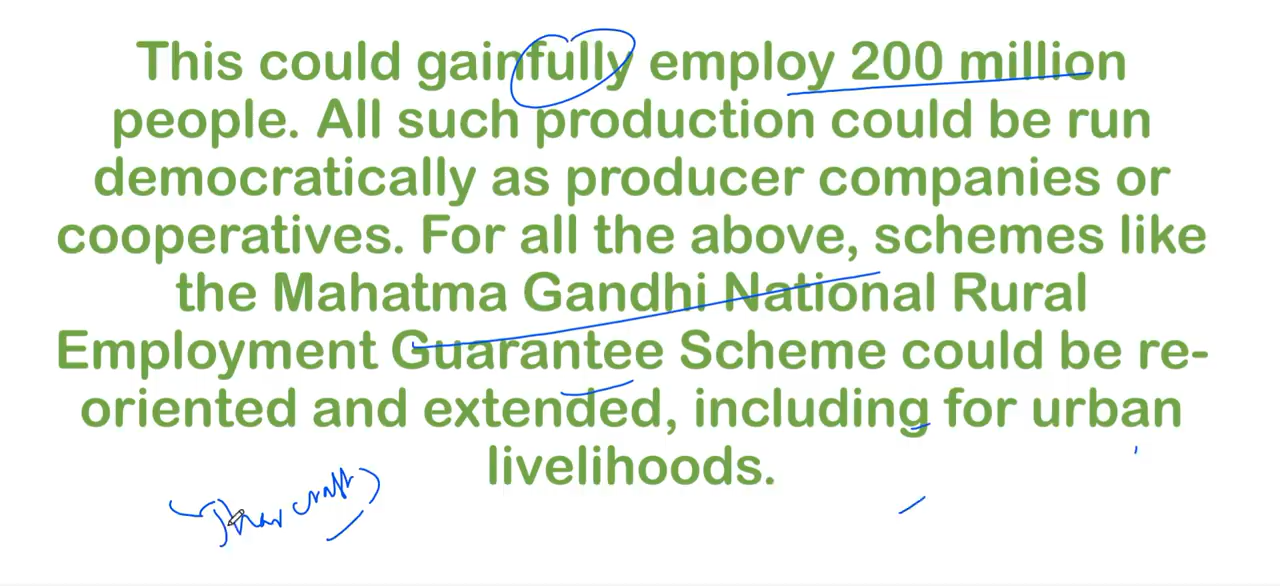 This could gainfully employ 200 million
people. All such production could be run
democratically as producer companies or
cooperatives. For all the above, schemes like
the Mahatma Gandhi National Rural
Employment Guarantee Scheme could be re-
oriented and extended, including for urban
livelihoods.